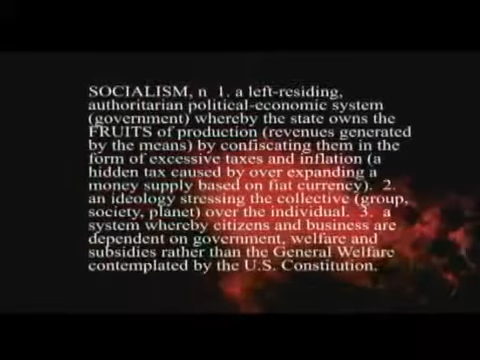 SOCIALISM, n  1. a left-residing,
authoritarian political-economic system
(government) whereby the state owns the
FRUITS of production (revenues generated
by the means) by confiscating them in the
form of excessive taxes and inflation (a
hidden tax caused by over expanding a
money supply based on fiat currency).  2.
an ideology stressing the collective (group,
society, planet) over the individual.  3.  a
system whereby citizens and business are
dependent on government, welfare and
subsidies rather than the General Welfare
contemplated by the U.S. Constitution.